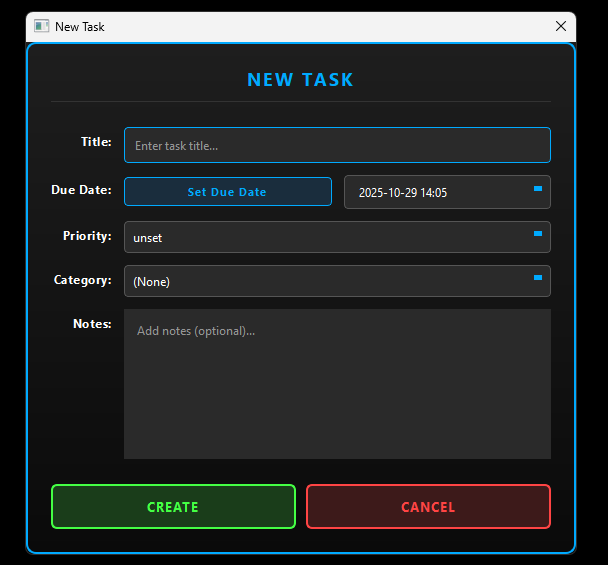 New Task
NEW TASK
Title: Enter task title...
Due Date: Set Due Date 2025-10-29 14:05
Priority: unset
Category: (None)
Notes: Add notes (optional)...
CREATE CANCEL